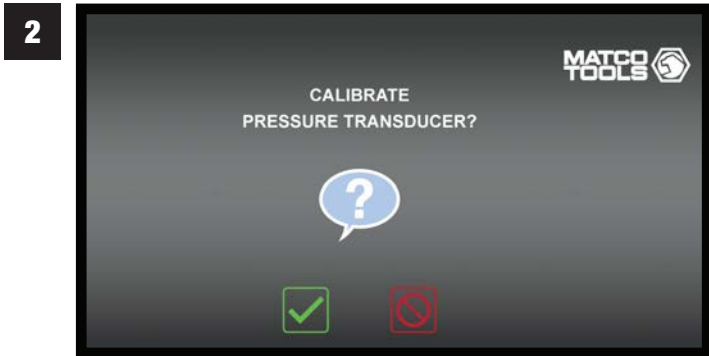 2
MATCO
TOOLS
CALIBRATE
PRESSURE TRANSDUCER?
?